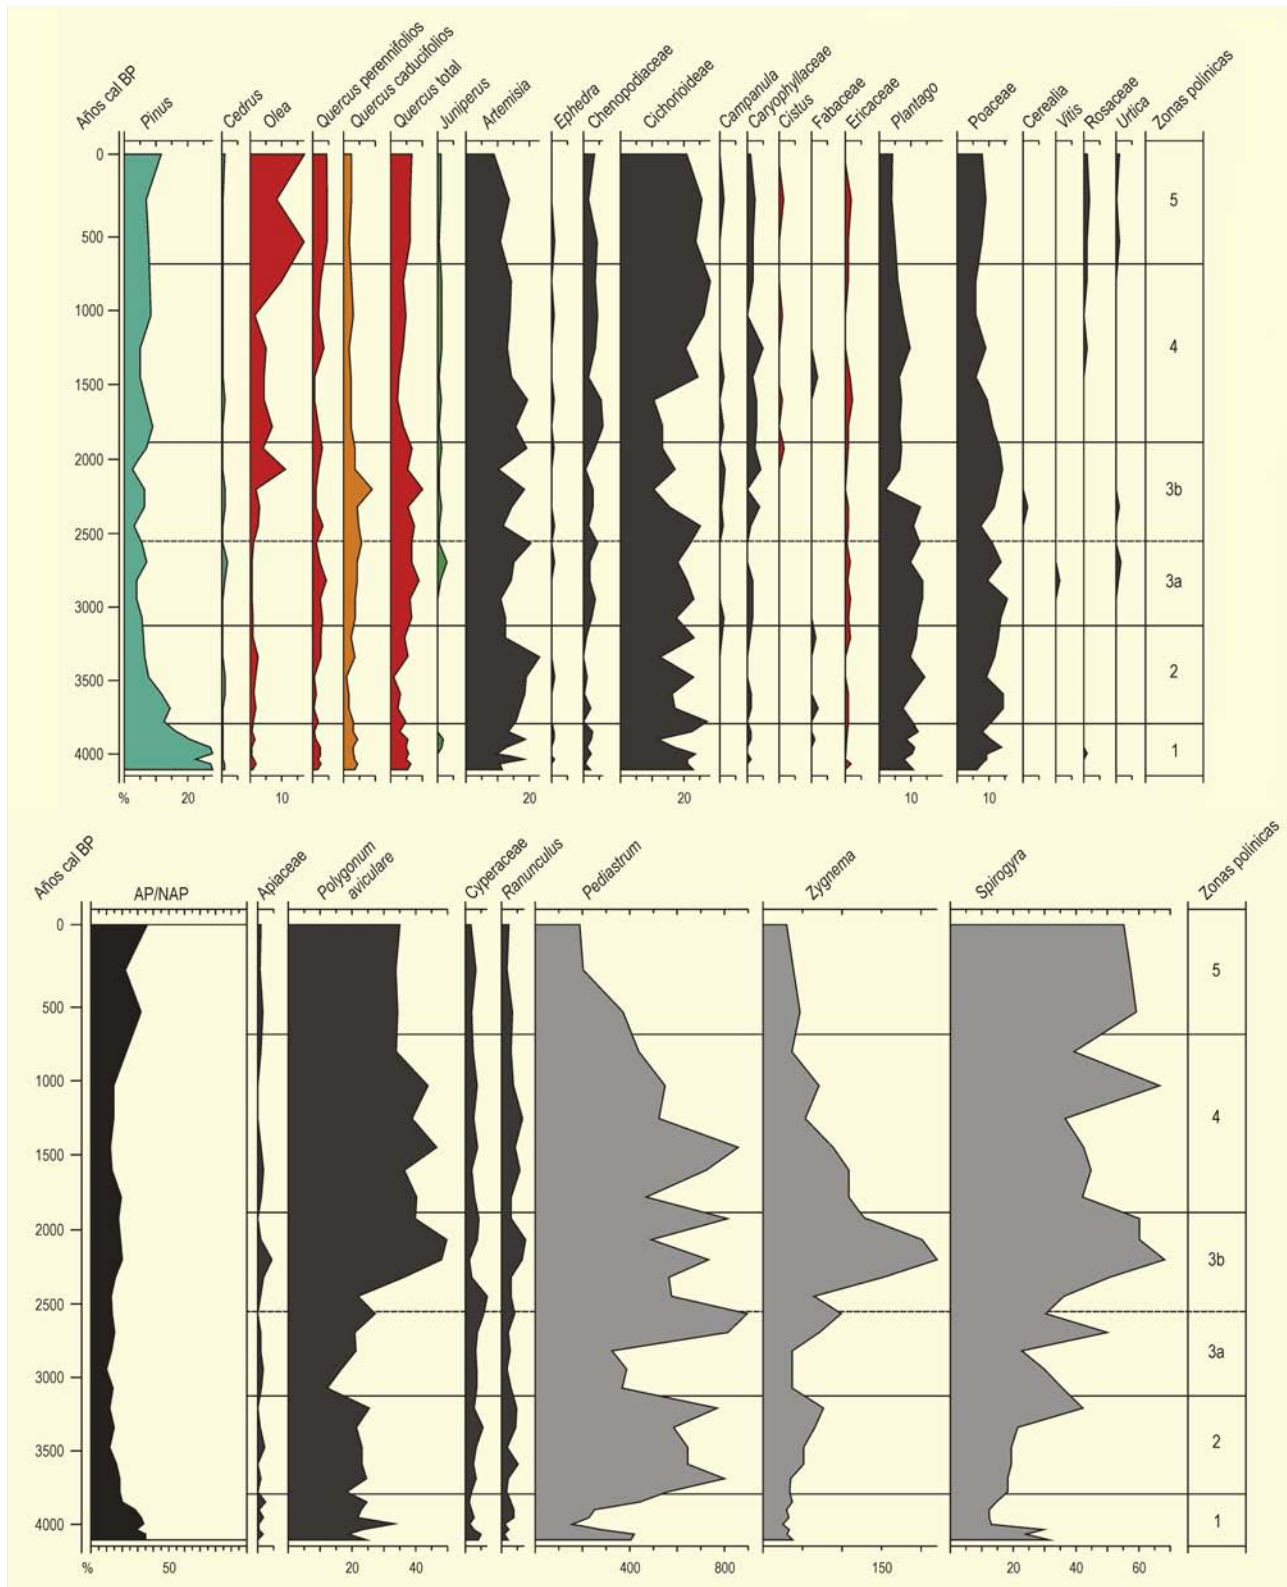 Años cal BP
Pinus
Cedrus
Olea
Quercus perennifolios
Quercus caducifolios
Quercus total
Juniperus
Artemisia
Ephedra
Chenopodiaceae
Cichorioideae
Campanula
Caryophyllaceae
Cistus
Fabaceae
Ericaceae
Plantago
Poaceae
Cerealia
Vitis
Rosaceae
Urtica
Zonas polínicas
0
5
500
1000
4
1500
2000
3b
2500
3a
3000
2
3500
1
4000
% 20 10 20 20 10 10
Años cal BP
AP/NAP
Apiaceae
Polygonum
aviculare
Cyperaceae
Ranunculus
Pediastrum
Zygnema
Spirogyra
Zonas polínicas
0
5
500
1000
4
1500
2000
3b
2500
3a
3000
2
3500
1
4000
% 50 20 40 400 800 150 20 40 60